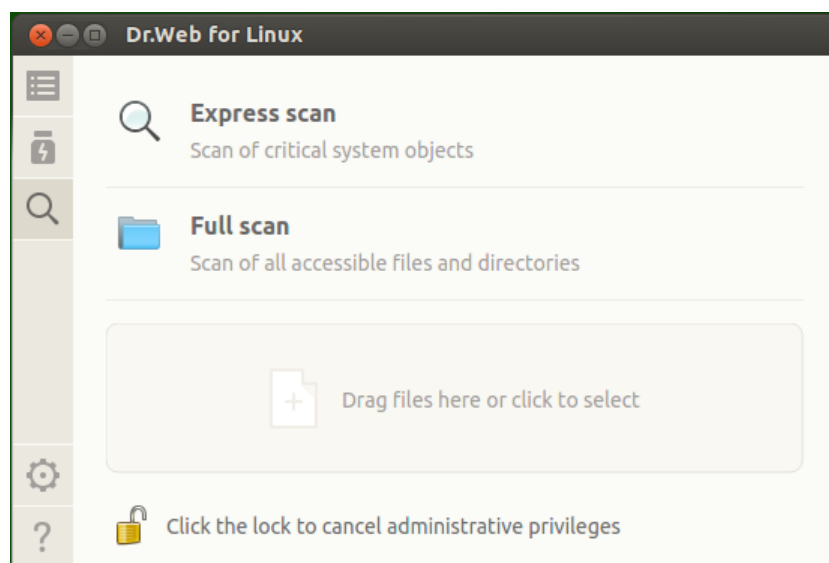 Dr.Web for Linux
Express scan
Scan of critical system objects
Full scan
Scan of all accessible files and directories
Drag files here or click to select
Click the lock to cancel administrative privileges
?